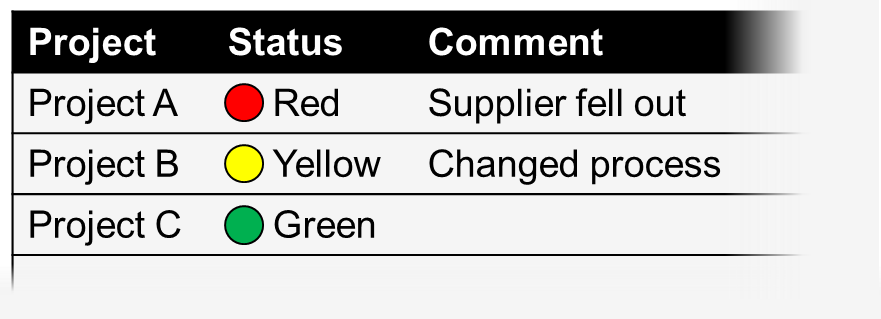 Project Status Comment
Project A Red Supplier fell out
Project B Yellow Changed process
Project C Green